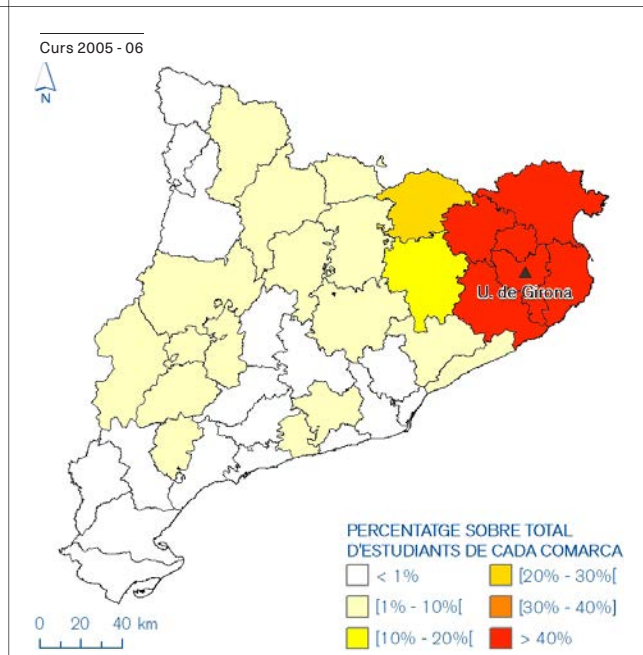 Curs 2005 - 06
N
U. de Girona
PERCENTATGE SOBRE TOTAL
D'ESTUDIANTS DE CADA COMARCA
< 1%
[20% - 30%[
[1% - 10%[
[30% - 40%]
[10% - 20%[
> 40%
0 20 40 km